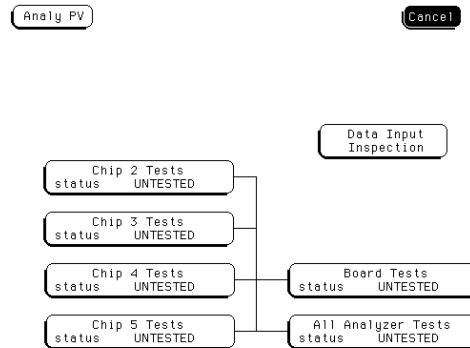 Analy PV
Cancel
Data Input
Inspection
Chip 2 Tests
status UNTESTED
Chip 3 Tests
status UNTESTED
Chip 4 Tests
status UNTESTED
Board Tests
status UNTESTED
Chip 5 Tests
status UNTESTED
All Analyzer Tests
status UNTESTED